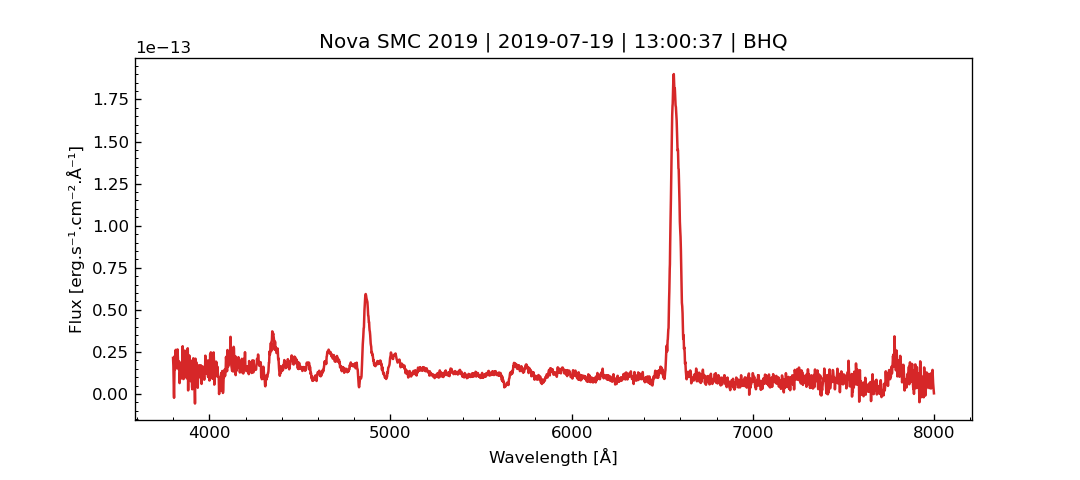 Nova SMC 2019 | 2019-07-19 | 13:00:37 | BHQ
1e−13
1.75
1.50
1.25
1.00
0.75
0.50
0.25
0.00
Flux [erg.s⁻¹.cm⁻².Å⁻¹]
4000 5000 6000 7000 8000
Wavelength [Å]